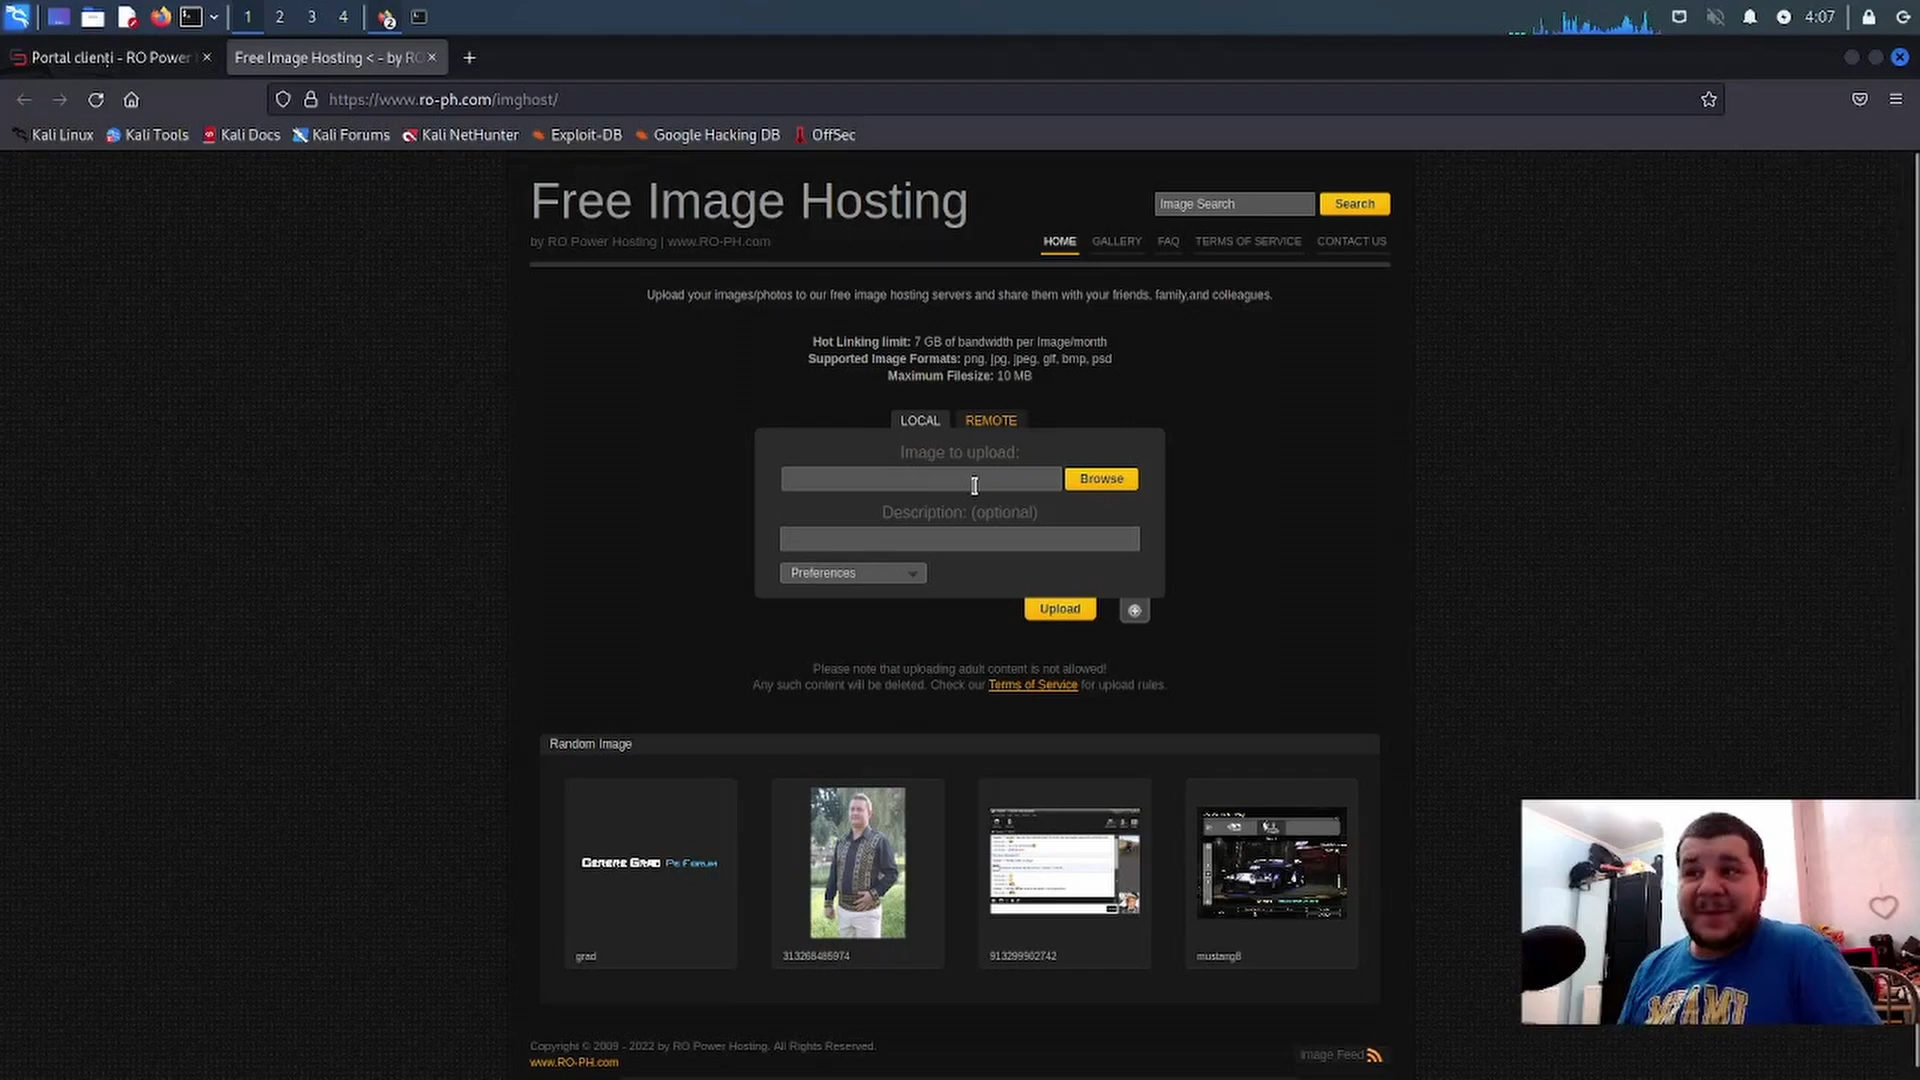 1 2 3 4 4:07
Portal clienți - RO Power
Free Image Hosting < - by RO
https://www.ro-ph.com/imghost/
Kali Linux Kali Tools Kali Docs Kali Forums Kali NetHunter Exploit-DB Google Hacking DB OffSec
Free Image Hosting
Image Search Search
by RO Power Hosting | www.RO-PH.com
HOME GALLERY FAQ TERMS OF SERVICE CONTACT US
Upload your images/photos to our free image hosting servers and share them with your friends, family,and colleagues.
Hot Linking limit: 7 GB of bandwidth per Image/month
Supported Image Formats: png, jpg, jpeg, gif, bmp, psd
Maximum Filesize: 10 MB
LOCAL REMOTE
Image to upload:
Browse
Description: (optional)
Preferences
Upload
Please note that uploading adult content is not allowed!
Any such content will be deleted. Check our Terms of Service for upload rules.
Random Image
Cerere Grad Pe Forum
grad 313268485974 913299902742 mustang8
MIAMI
Copyright © 2009 - 2022 by RO Power Hosting. All Rights Reserved.
www.RO-PH.com
Image Feed